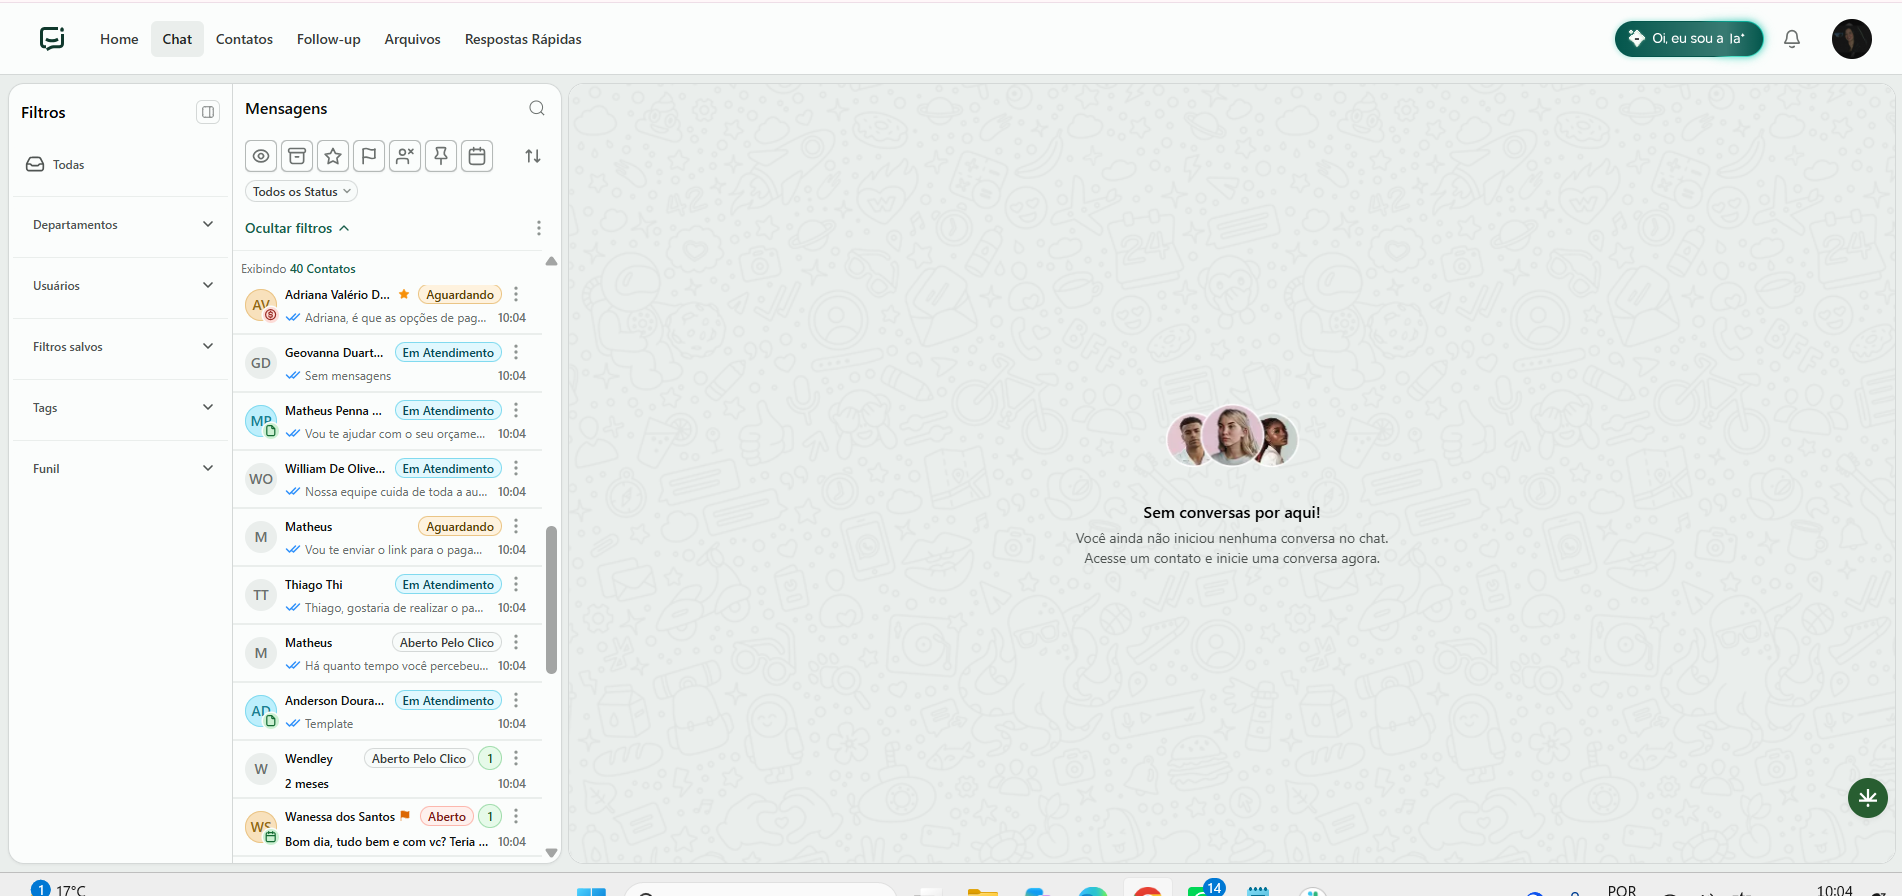 Home Chat Contatos Follow-up Arquivos Respostas Rápidas
Oi, eu sou a Ia*
Filtros
Todas
Departamentos
Usuários
Filtros salvos
Tags
Funil
Mensagens
Todos os Status
Ocultar filtros
Exibindo 40 Contatos
AV Adriana Valério D... Aguardando
Adriana, é que as opções de pag... 10:04
GD Geovanna Duart... Em Atendimento
Sem mensagens 10:04
MP Matheus Penna ... Em Atendimento
Vou te ajudar com o seu orçame... 10:04
WO William De Olive... Em Atendimento
Nossa equipe cuida de toda a au... 10:04
M Matheus Aguardando
Vou te enviar o link para o paga... 10:04
TT Thiago Thi Em Atendimento
Thiago, gostaria de realizar o pa... 10:04
M Matheus Aberto Pelo Clico
Há quanto tempo você percebeu... 10:04
AD Anderson Doura... Em Atendimento
Template 10:04
W Wendley Aberto Pelo Clico 1
2 meses 10:04
WS Wanessa dos Santos Aberto 1
Bom dia, tudo bem e com vc? Teria ... 10:04
Sem conversas por aqui!
Você ainda não iniciou nenhuma conversa no chat.
Acesse um contato e inicie uma conversa agora.
1 17°C
14
POR
10:04